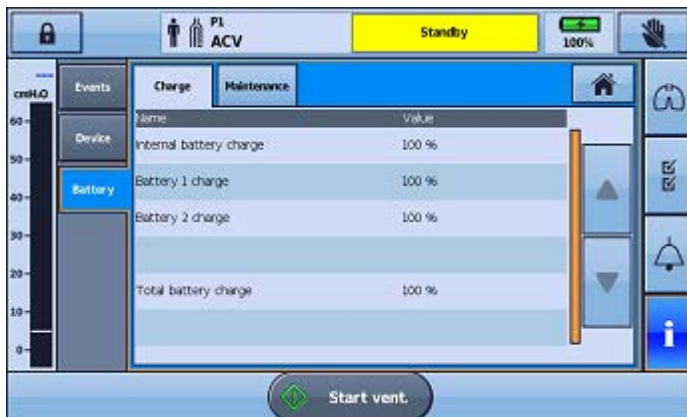 P1
ACV
Standby
100%
cmH₂O
Events
Charge
Maintenance
60
Name Value
Device
Internal battery charge 100 %
50
Battery
Battery 1 charge 100 %
40
Battery 2 charge 100 %
30
20
Total battery charge 100 %
10
i
0
Start vent.